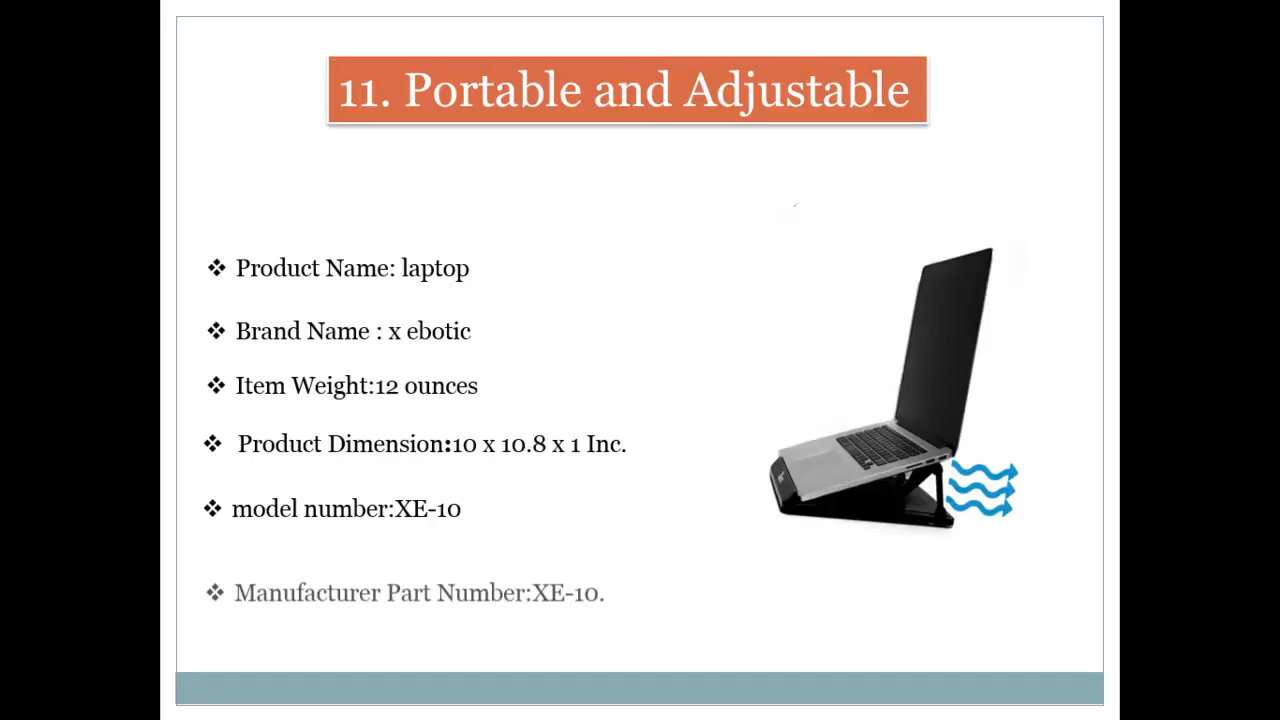 11. Portable and Adjustable
❖ Product Name: laptop
❖ Brand Name : x ebotic
❖ Item Weight:12 ounces
❖ Product Dimension:10 x 10.8 x 1 Inc.
❖ model number:XE-10
❖ Manufacturer Part Number:XE-10.